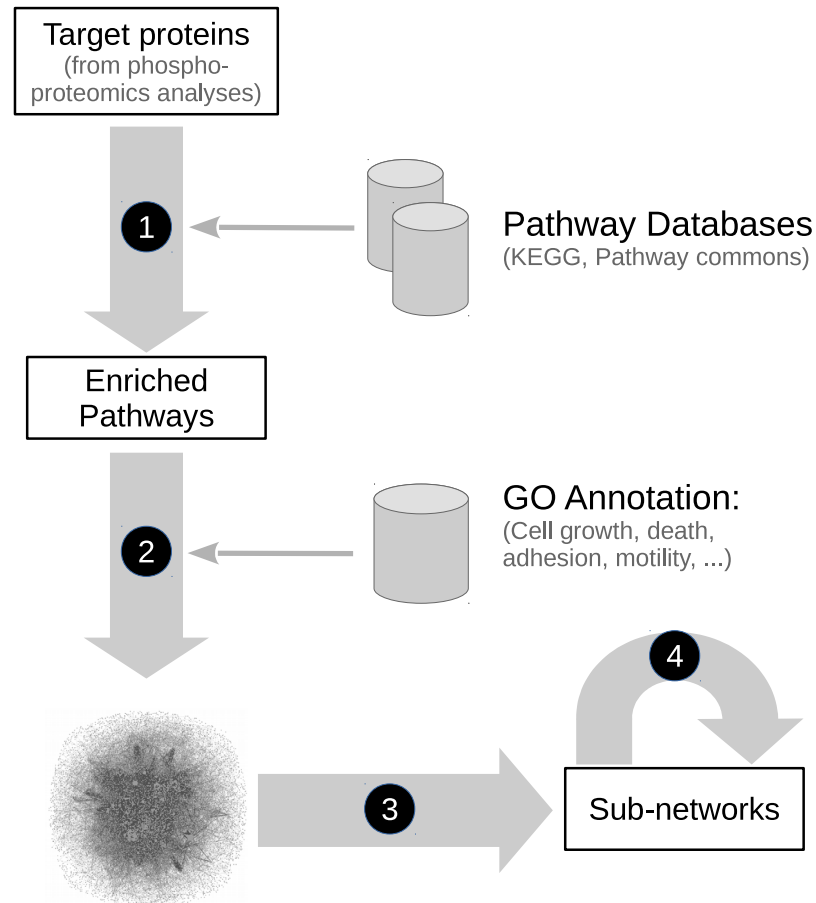 Target proteins
(from phospho-
proteomics analyses)
1
Pathway Databases
(KEGG, Pathway commons)
Enriched
Pathways
2
GO Annotation:
(Cell growth, death,
adhesion, motility, ...)
4
3
Sub-networks